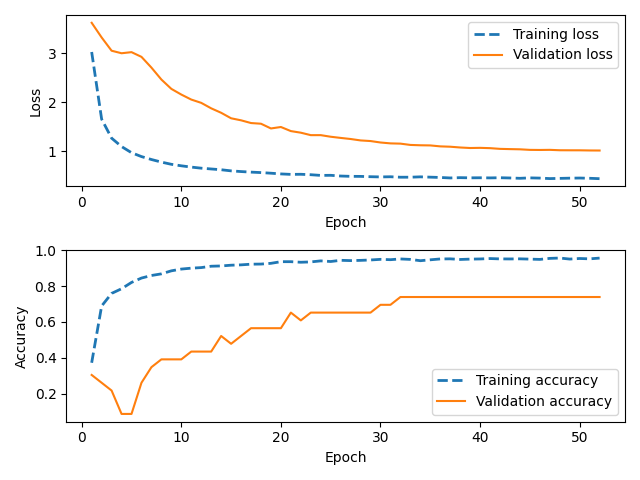 3
2
1
Loss
Training loss
Validation loss
0 10 20 30 40 50
Epoch
1.0
0.8
0.6
0.4
0.2
Accuracy
Training accuracy
Validation accuracy
0 10 20 30 40 50
Epoch